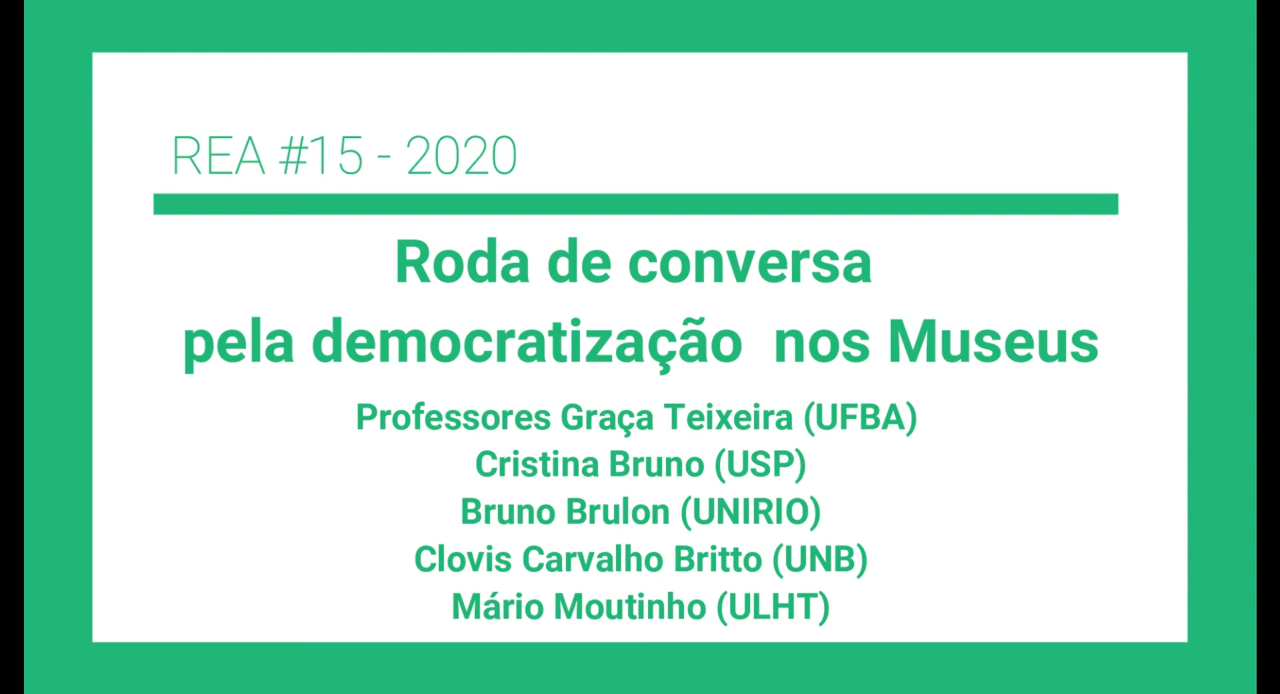 REA #15 - 2020
Roda de conversa
pela democratização nos Museus
Professores Graça Teixeira (UFBA)
Cristina Bruno (USP)
Bruno Brulon (UNIRIO)
Clovis Carvalho Britto (UNB)
Mário Moutinho (ULHT)